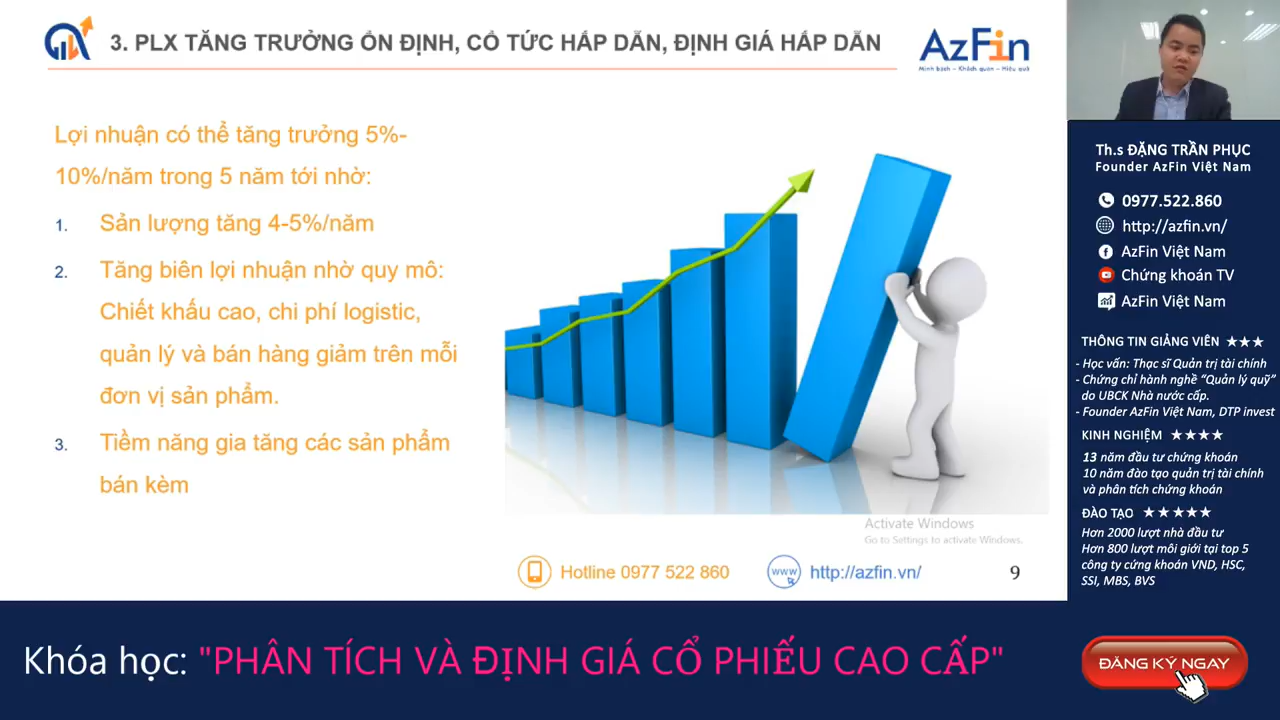 3. PLX TĂNG TRƯỞNG ỔN ĐỊNH, CỔ TỨC HẤP DẪN, ĐỊNH GIÁ HẤP DẪN
AzFin
Minh bạch – Khách quan – Hiệu quả
Lợi nhuận có thể tăng trưởng 5%-
10%/năm trong 5 năm tới nhờ:
1. Sản lượng tăng 4-5%/năm
2. Tăng biên lợi nhuận nhờ quy mô:
Chiết khấu cao, chi phí logistic,
quản lý và bán hàng giảm trên mỗi
đơn vị sản phẩm.
3. Tiềm năng gia tăng các sản phẩm
bán kèm
Activate Windows
Go to Settings to activate Windows.
Hotline 0977 522 860
www
http://azfin.vn/
9
Th.s ĐẶNG TRẦN PHỤC
Founder AzFin Việt Nam
0977.522.860
http://azfin.vn/
AzFin Việt Nam
Chứng khoán TV
AzFin Việt Nam
THÔNG TIN GIẢNG VIÊN ★★★
- Học vấn: Thạc sĩ Quản trị tài chính
- Chứng chỉ hành nghề “Quản lý quỹ”
do UBCK Nhà nước cấp.
- Founder AzFin Việt Nam, DTP invest
KINH NGHIỆM ★★★★
13 năm đầu tư chứng khoán
10 năm đào tạo quản trị tài chính
và phân tích chứng khoán
ĐÀO TẠO ★★★★★
Hơn 2000 lượt nhà đầu tư
Hơn 800 lượt môi giới tại top 5
công ty cứng khoán VND, HSC,
SSI, MBS, BVS
Khóa học: "PHÂN TÍCH VÀ ĐỊNH GIÁ CỔ PHIẾU CAO CẤP"
ĐĂNG KÝ NGAY